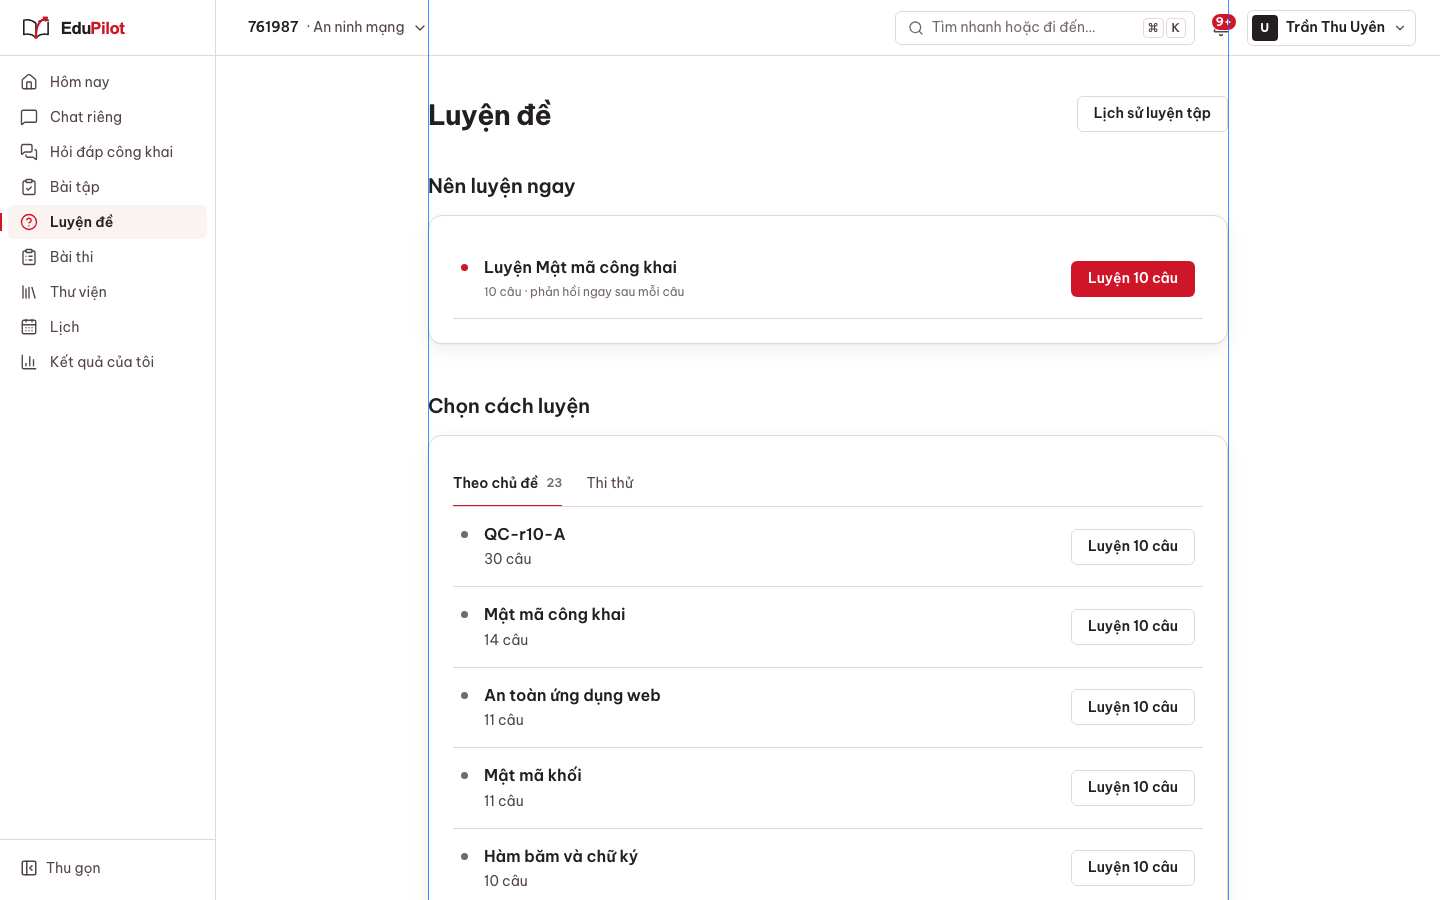 EduPilot
761987 · An ninh mạng
Tìm nhanh hoặc đi đến...
⌘ K
9+
U
Trần Thu Uyên
Hôm nay
Chat riêng
Hỏi đáp công khai
Bài tập
Luyện đề
Bài thi
Thư viện
Lịch
Kết quả của tôi
Thu gọn
Luyện đề
Lịch sử luyện tập
Nên luyện ngay
Luyện Mật mã công khai
10 câu · phản hồi ngay sau mỗi câu
Luyện 10 câu
Chọn cách luyện
Theo chủ đề 23
Thi thử
QC-r10-A
30 câu
Luyện 10 câu
Mật mã công khai
14 câu
Luyện 10 câu
An toàn ứng dụng web
11 câu
Luyện 10 câu
Mật mã khối
11 câu
Luyện 10 câu
Hàm băm và chữ ký
10 câu
Luyện 10 câu